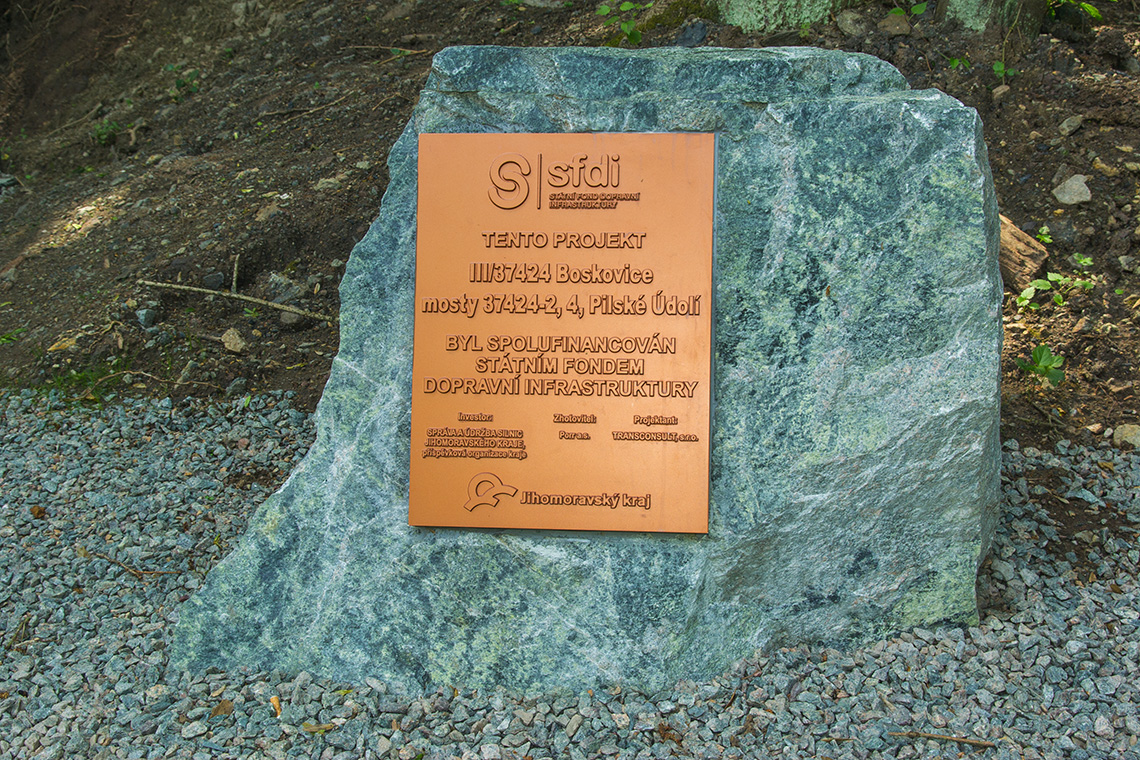 sfdi
STÁTNÍ FOND DOPRAVNÍ
INFRASTRUKTURY
TENTO PROJEKT
III/37424 Boskovice
mosty 37424-2, 4, Pilské Údolí
BYL SPOLUFINANCOVÁN
STÁTNÍM FONDEM
DOPRAVNÍ INFRASTRUKTURY
Investor:
SPRÁVA A ÚDRŽBA SILNIC
JIHOMORAVSKÉHO KRAJE,
příspěvková organizace kraje
Zhotovitel:
Porr a.s.
Projektant:
TRANSCONSULT, s.r.o.
Jihomoravský kraj